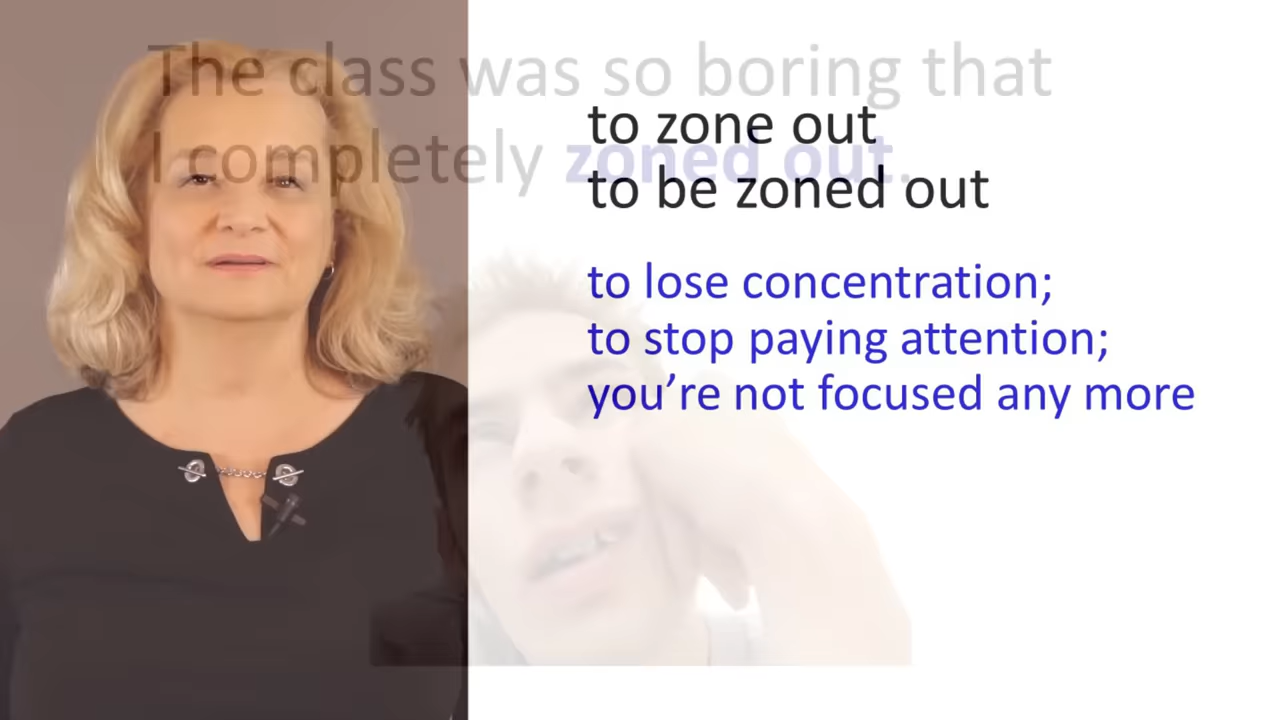 The class was so boring that
I completely zoned out.
to zone out
to be zoned out
to lose concentration;
to stop paying attention;
you're not focused any more